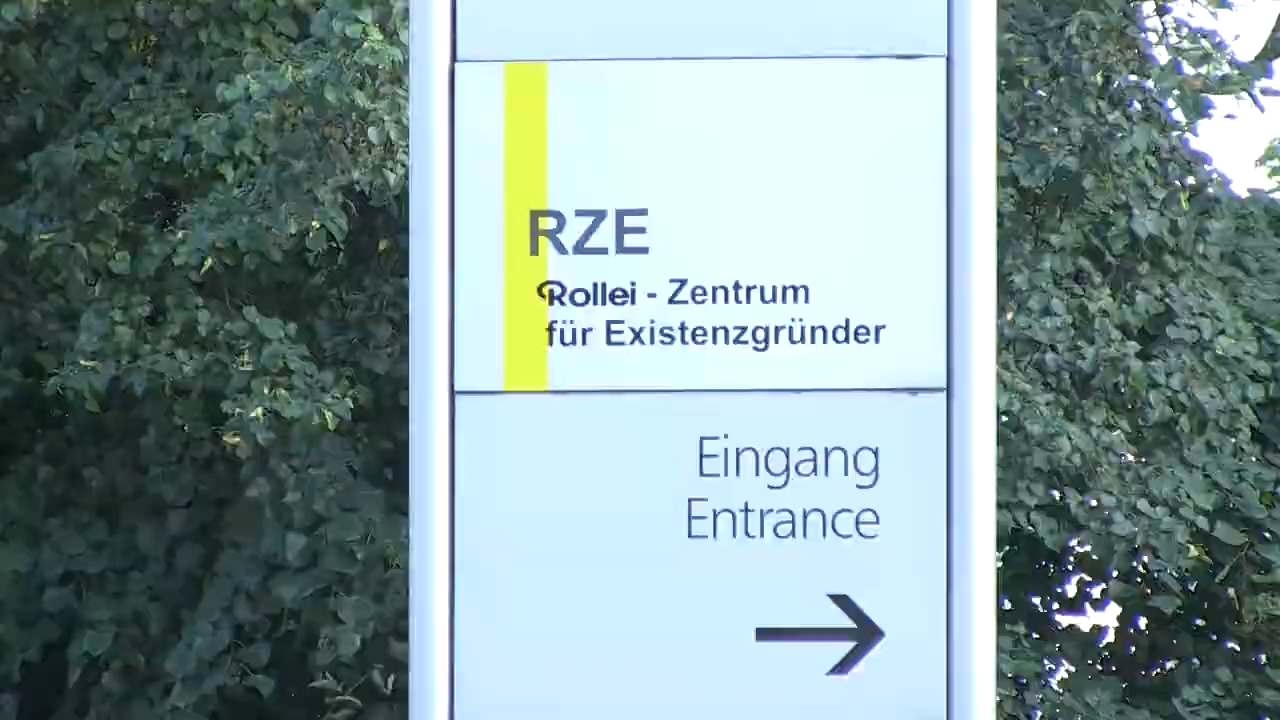 RZE
Rollei - Zentrum
für Existenzgründer
Eingang
Entrance